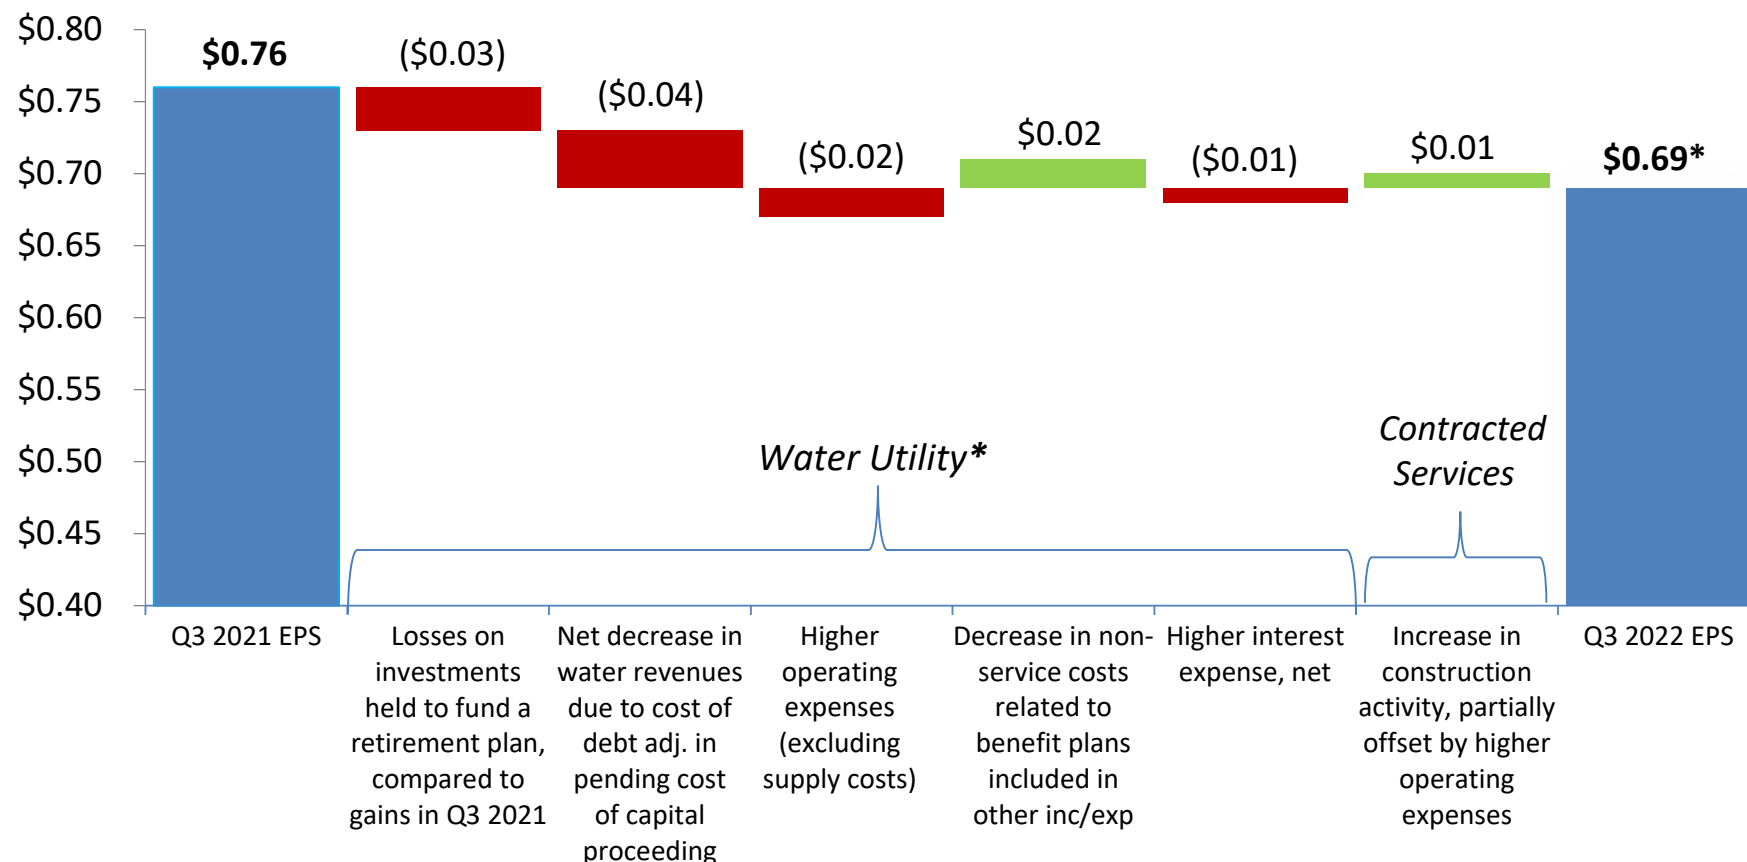 $0.80
$0.75
$0.70
$0.65
$0.60
$0.55
$0.50
$0.45
$0.40
$0.76
($0.03)
($0.04)
($0.02)
$0.02
($0.01)
$0.01
$0.69*
Water Utility*
Contracted
Services
Q3 2021 EPS
Losses on
investments
held to fund a
retirement plan,
compared to
gains in Q3 2021
Net decrease in
water revenues
due to cost of
debt adj. in
pending cost
of capital
proceeding
Higher
operating
expenses
(excluding
supply costs)
Decrease in non-
service costs
related to
benefit plans
included in
other inc/exp
Higher interest
expense, net
Increase in
construction
activity, partially
offset by higher
operating
expenses
Q3 2022 EPS